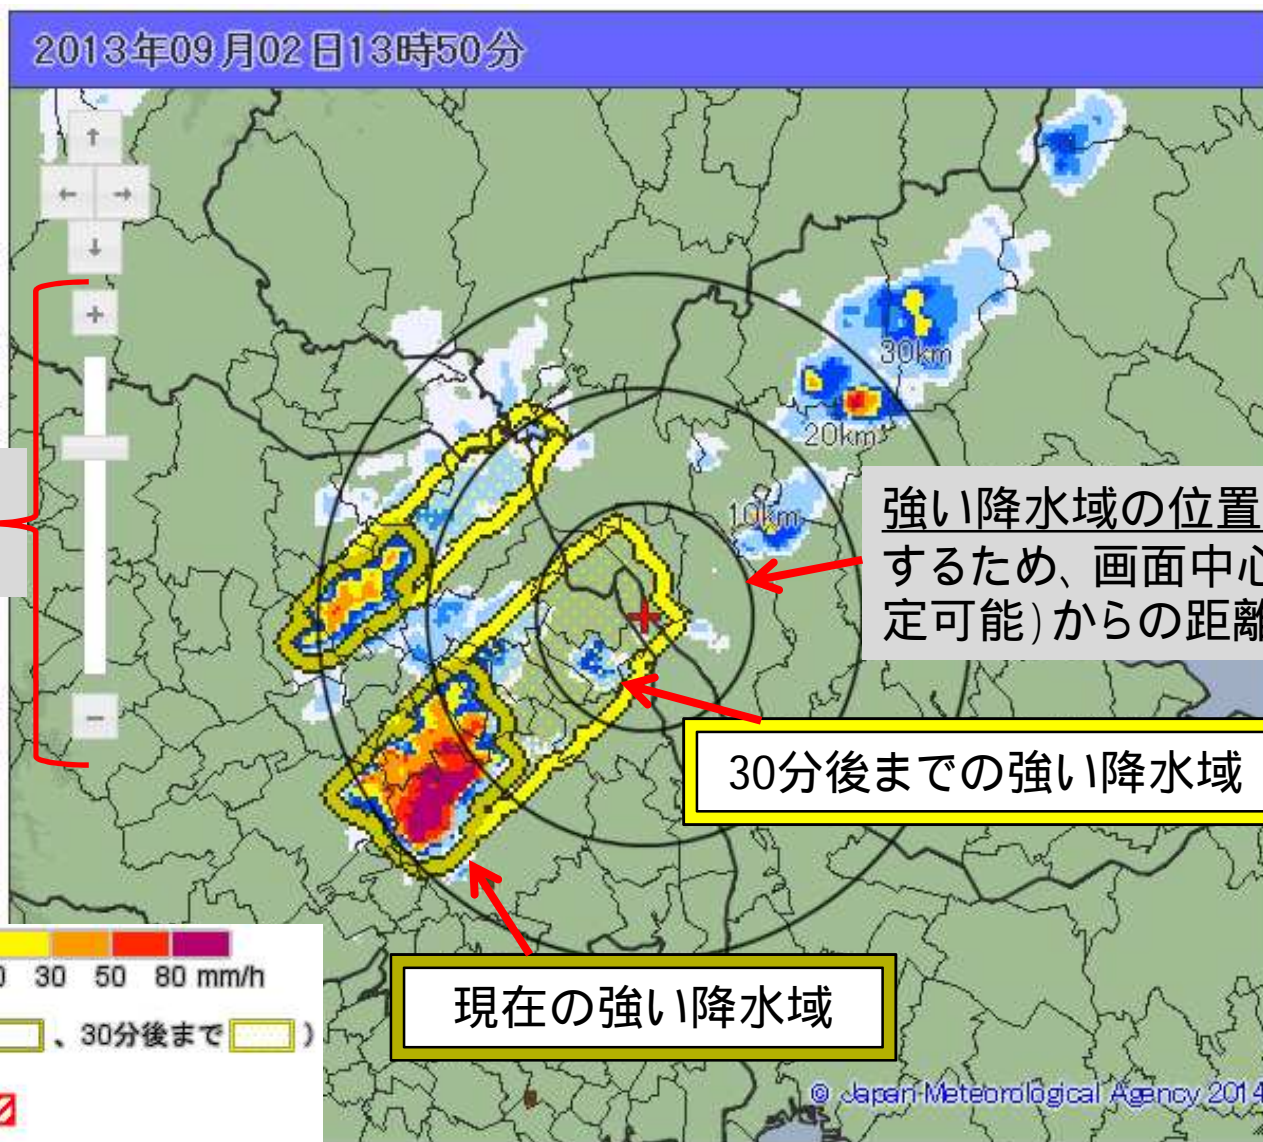 2013年09月02日13時50分
↑
← →
↓
+
30km
20km
10km
強い降水域の位置
するため、画面中心
定可能)からの距離
−
30分後までの強い降水域
現在の強い降水域
0 30 50 80 mm/h
、30分後まで )
© Japan Meteorological Agency 2014